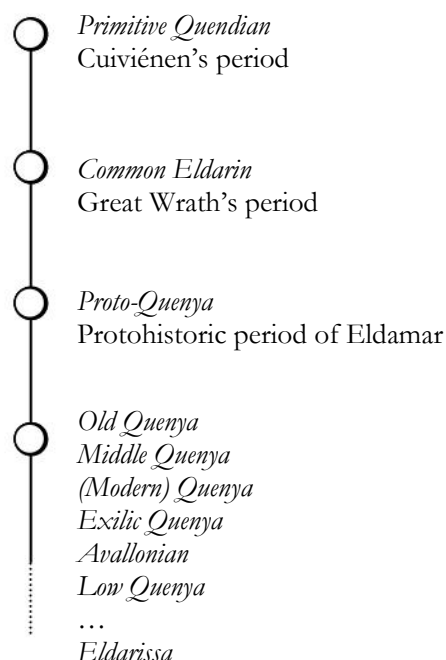 Primitive Quendian
Cuiviénen's period
Common Eldarin
Great Wrath's period
Proto-Quenya
Protohistoric period of Eldamar
Old Quenya
Middle Quenya
(Modern) Quenya
Exilic Quenya
Avallonian
Low Quenya
…
Eldarissa